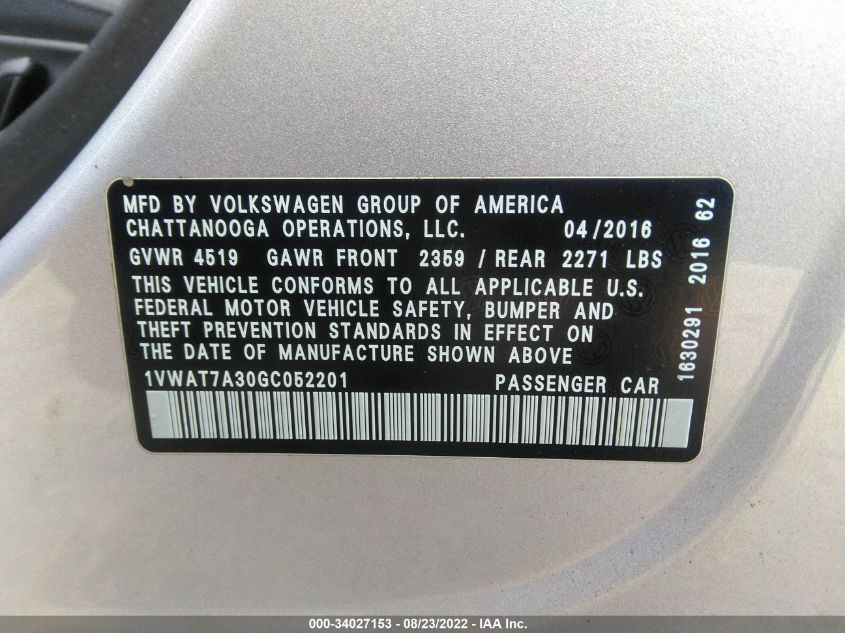 MFD BY VOLKSWAGEN GROUP OF AMERICA
CHATTANOOGA OPERATIONS, LLC. 04/2016
GVWR 4519 GAWR FRONT 2359 / REAR 2271 LBS
THIS VEHICLE CONFORMS TO ALL APPLICABLE U.S.
FEDERAL MOTOR VEHICLE SAFETY, BUMPER AND
THEFT PREVENTION STANDARDS IN EFFECT ON
THE DATE OF MANUFACTURE SHOWN ABOVE
1VWAT7A30GC052201 PASSENGER CAR
1630291 2016 62
000-34027153 - 08/23/2022 - IAA Inc.